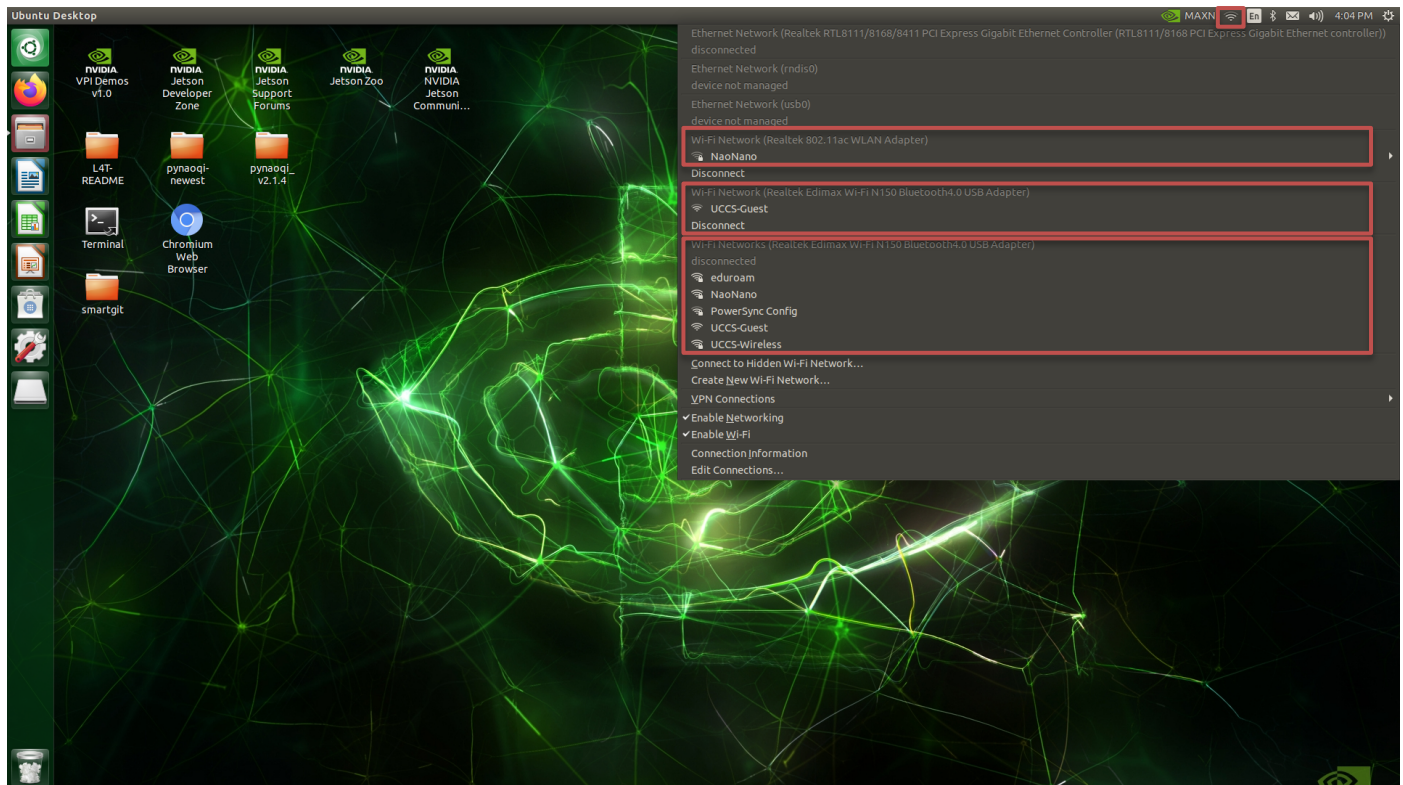 Ubuntu Desktop
MAXN
En
4:04 PM
NVIDIA.
VPI Demos
v1.0
NVIDIA.
Jetson
Developer
Zone
NVIDIA.
Jetson
Support
Forums
NVIDIA.
Jetson Zoo
NVIDIA.
NVIDIA
Jetson
Communi...
L4T-
README
pynaoqi-
newest
pynaoqi_
v2.1.4
>_
Terminal
Chromium
Web
Browser
smartgit
Ethernet Network (Realtek RTL8111/8168/8411 PCI Express Gigabit Ethernet Controller (RTL8111/8168 PCI Express Gigabit Ethernet controller))
disconnected
Ethernet Network (rndis0)
device not managed
Ethernet Network (usb0)
device not managed
Wi-Fi Network (Realtek 802.11ac WLAN Adapter)
NaoNano
Disconnect
Wi-Fi Network (Realtek Edimax Wi-Fi N150 Bluetooth4.0 USB Adapter)
UCCS-Guest
Disconnect
Wi-Fi Networks (Realtek Edimax Wi-Fi N150 Bluetooth4.0 USB Adapter)
disconnected
eduroam
NaoNano
PowerSync Config
UCCS-Guest
UCCS-Wireless
Connect to Hidden Wi-Fi Network...
Create New Wi-Fi Network...
VPN Connections
Enable Networking
Enable Wi-Fi
Connection Information
Edit Connections...